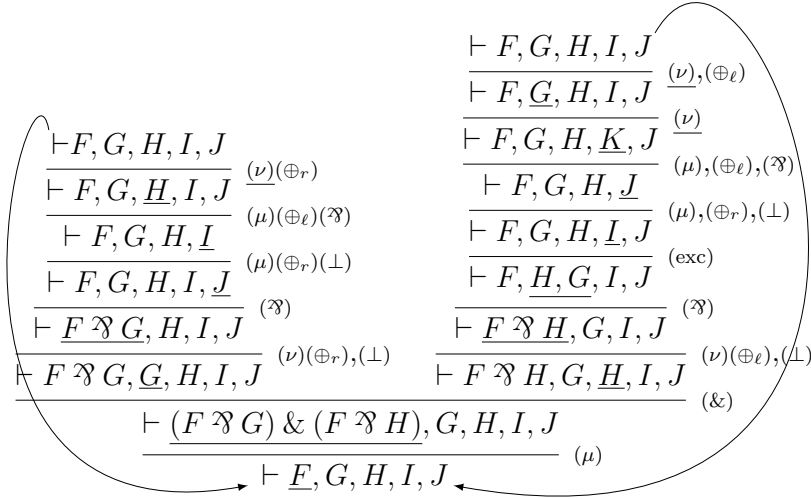 ⊢ F, G, H, I, J
(ν),(⊕ℓ)
⊢ F, G, H, I, J
(ν)
⊢ F, G, H, K, J
(μ),(⊕ℓ),(⅋)
⊢ F, G, H, J
(μ),(⊕r),(⊥)
⊢ F, G, H, I, J
(exc)
⊢ F, H, G, I, J
(⅋)
⊢ F ⅋ H, G, I, J
(ν)(⊕ℓ),(⊥)
⊢ F ⅋ H, G, H, I, J
⊢F, G, H, I, J
(ν)(⊕r)
⊢ F, G, H, I, J
(μ)(⊕ℓ)(⅋)
⊢ F, G, H, I
(μ)(⊕r)(⊥)
⊢ F, G, H, I, J
(⅋)
⊢ F ⅋ G, H, I, J
(ν)(⊕r),(⊥)
⊢ F ⅋ G, G, H, I, J
(&)
⊢ (F ⅋ G) & (F ⅋ H), G, H, I, J
(μ)
⊢ F, G, H, I, J